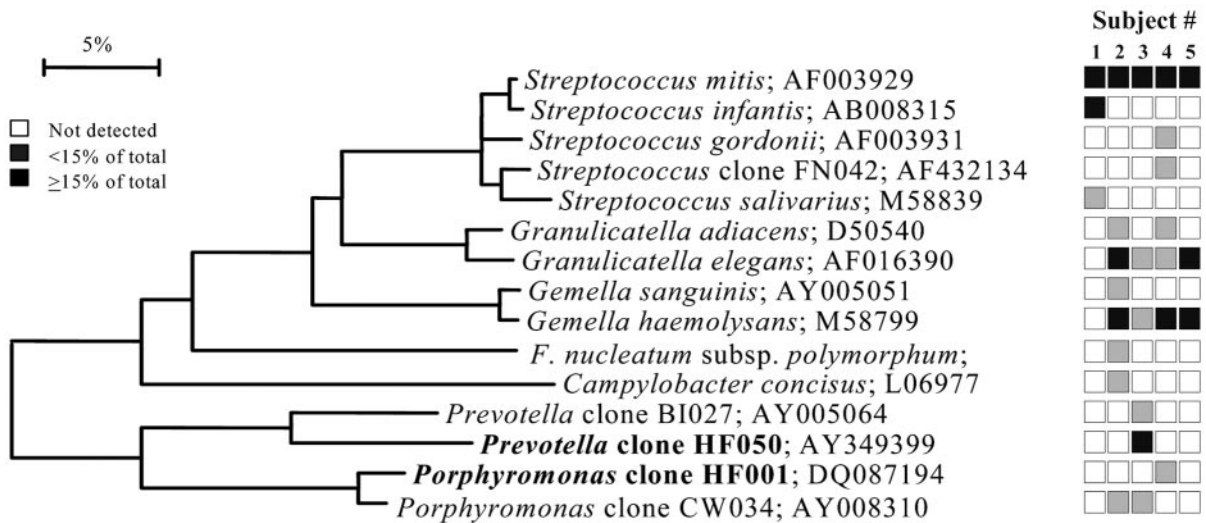 Subject #
5%
1 2 3 4 5
Streptococcus mitis; AF003929
Streptococcus infantis; AB008315
Not detected
Streptococcus gordonii; AF003931
<15% of total
Streptococcus clone FN042; AF432134
≥15% of total
Streptococcus salivarius; M58839
Granulicatella adiacens; D50540
Granulicatella elegans; AF016390
Gemella sanguinis; AY005051
Gemella haemolysans; M58799
F. nucleatum subsp. polymorphum;
Campylobacter concisus; L06977
Prevotella clone BI027; AY005064
Prevotella clone HF050; AY349399
Porphyromonas clone HF001; DQ087194
Porphyromonas clone CW034; AY008310